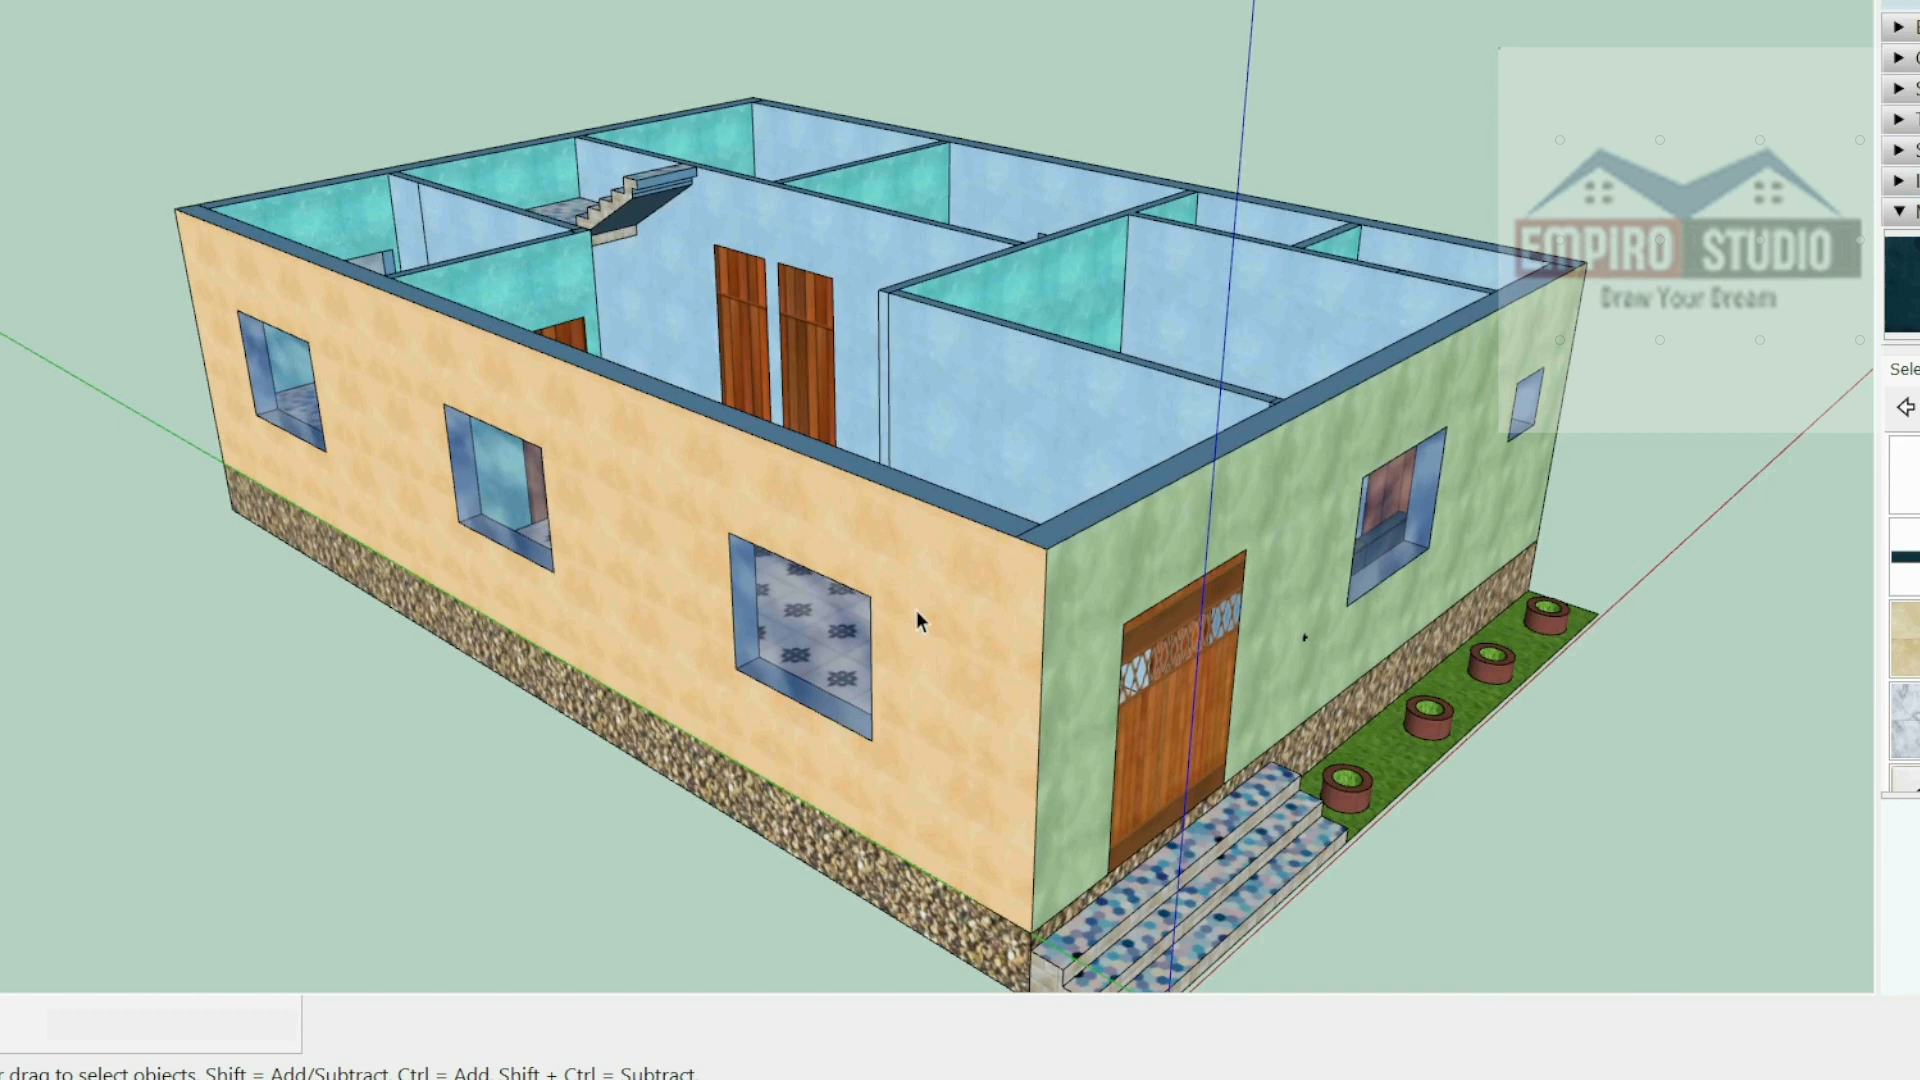 EMPIRO STUDIO
Draw Your Dream
Sele
drag to select objects. Shift = Add/Subtract. Ctrl = Add. Shift + Ctrl = Subtract.